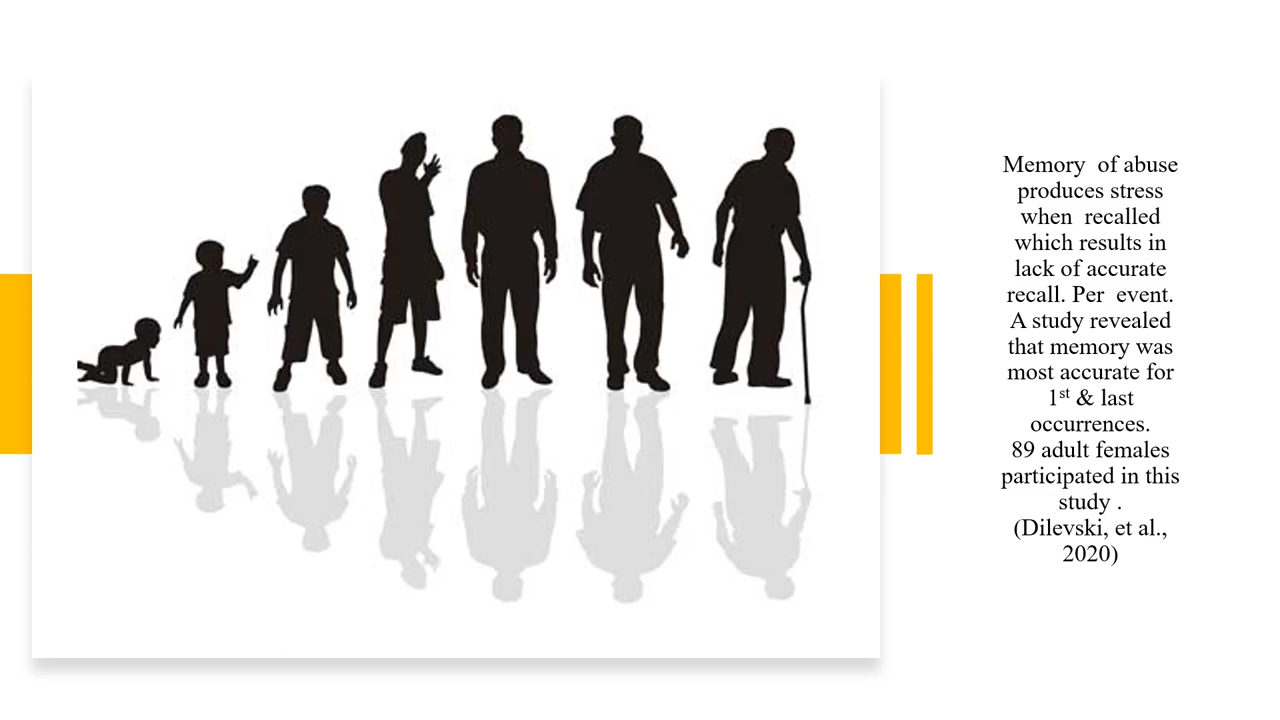 Memory  of abuse
produces stress
when  recalled
which results in
lack of accurate
recall. Per  event.
A study revealed
that memory was
most accurate for
1st & last
occurrences.
89 adult females
participated in this
study .
(Dilevski, et al.,
2020)